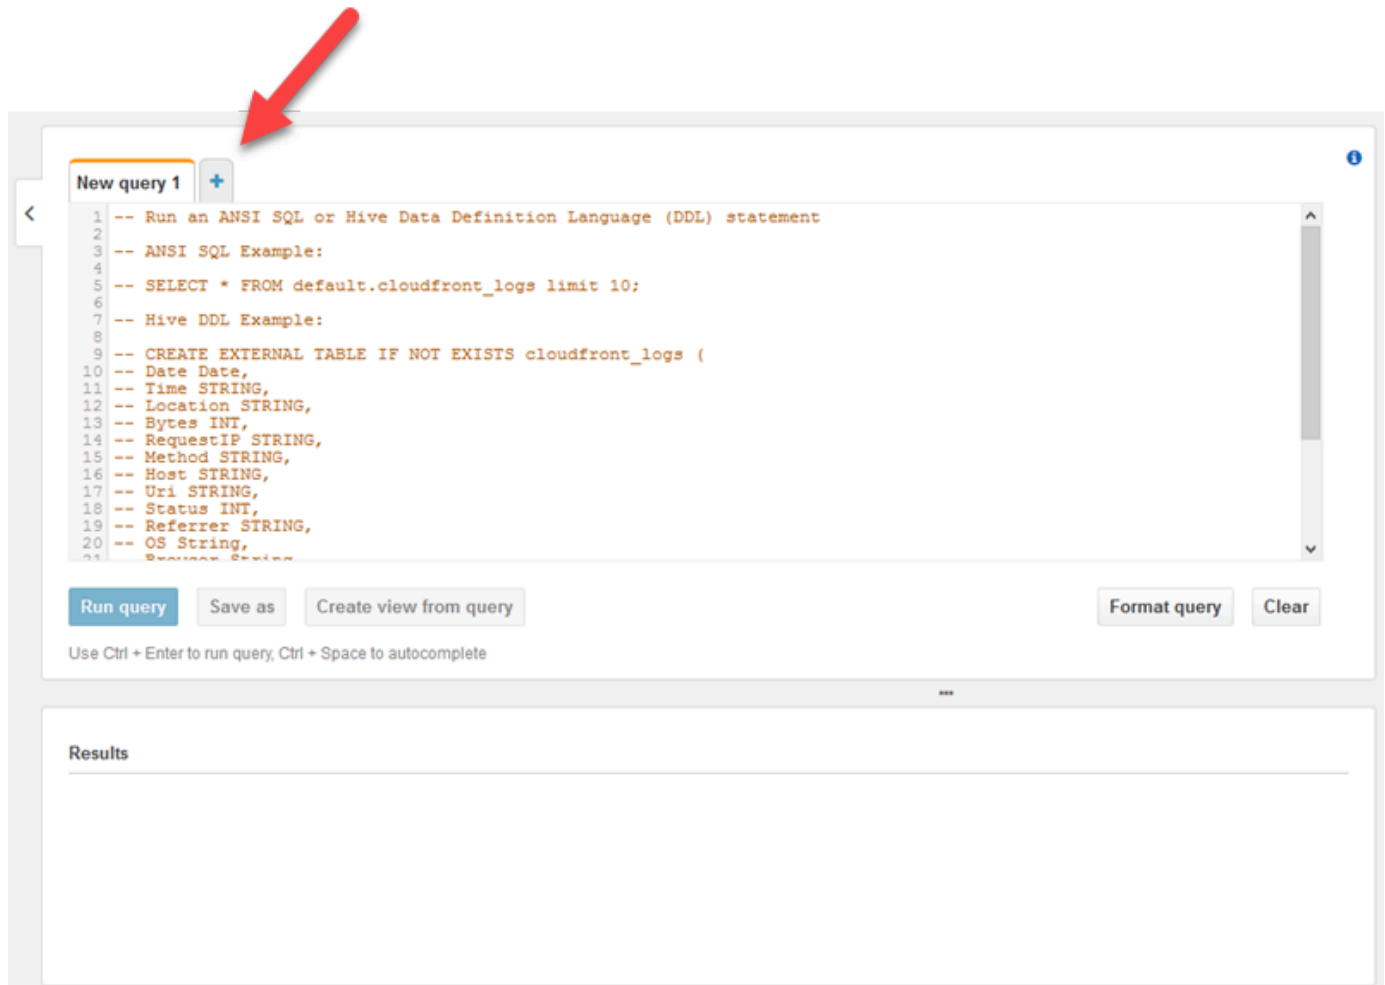 New query 1 +
1 -- Run an ANSI SQL or Hive Data Definition Language (DDL) statement
2
3 -- ANSI SQL Example:
4
5 -- SELECT * FROM default.cloudfront_logs limit 10;
6
7 -- Hive DDL Example:
8
9 -- CREATE EXTERNAL TABLE IF NOT EXISTS cloudfront_logs (
10 -- Date Date,
11 -- Time STRING,
12 -- Location STRING,
13 -- Bytes INT,
14 -- RequestIP STRING,
15 -- Method STRING,
16 -- Host STRING,
17 -- Uri STRING,
18 -- Status INT,
19 -- Referrer STRING,
20 -- OS String,
21 -- Browser String
Run query Save as Create view from query Format query Clear
Use Ctrl + Enter to run query, Ctrl + Space to autocomplete
Results